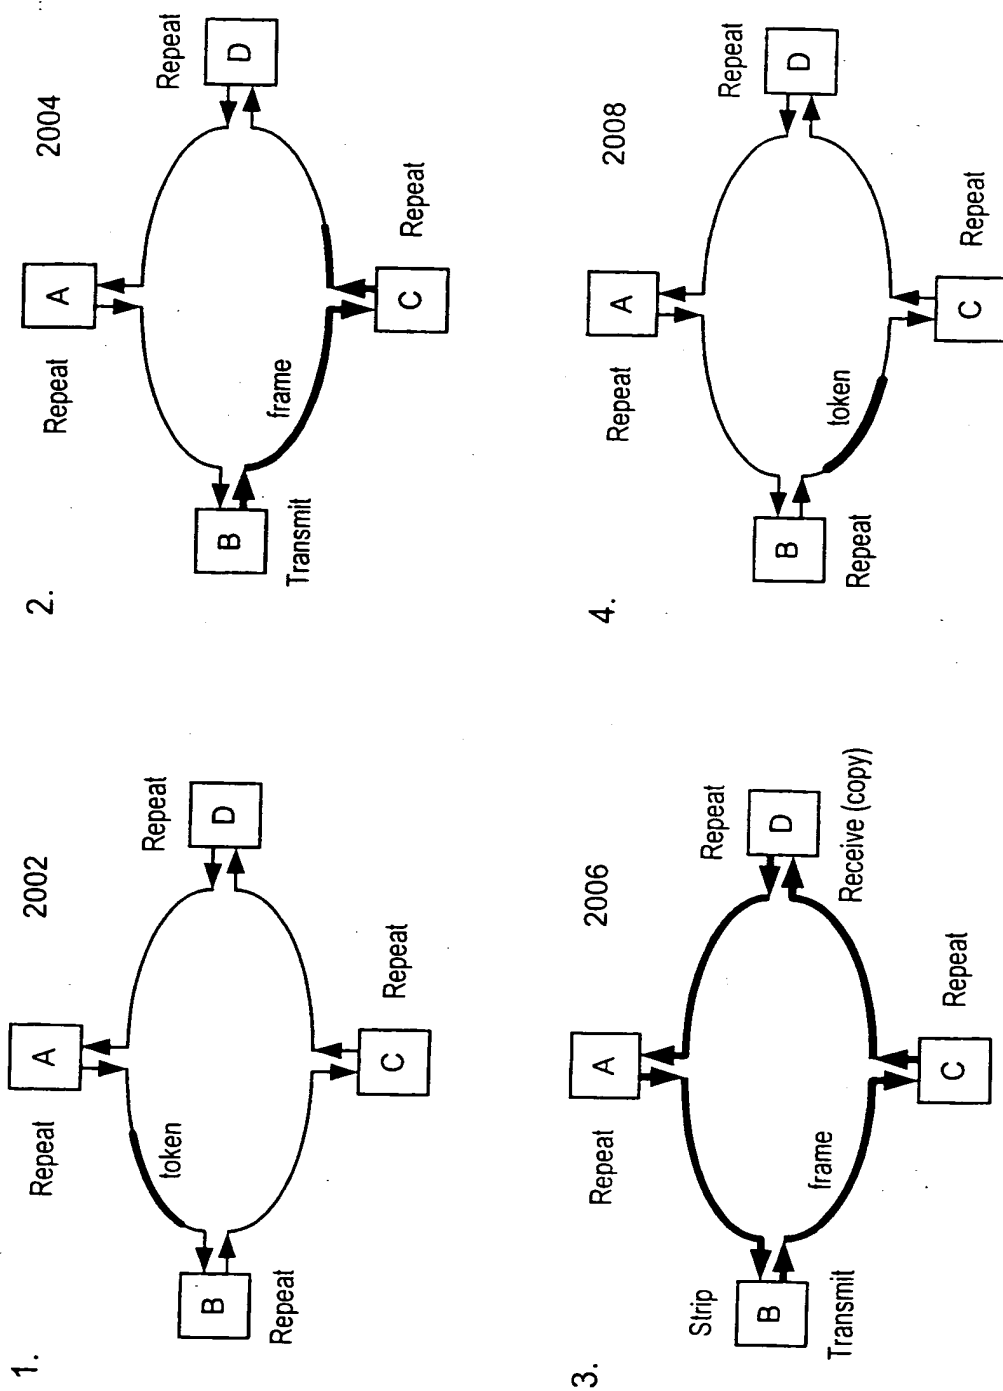 1.
2002
A
Repeat
token
Repeat
D
B
Repeat
C
Repeat
2.
2004
A
Repeat
Repeat
D
B
Transmit
frame
C
Repeat
3.
2006
A
Repeat
Repeat
D
Receive (copy)
Strip
B
Transmit
frame
C
Repeat
4.
2008
A
Repeat
Repeat
D
B
Repeat
token
C
Repeat